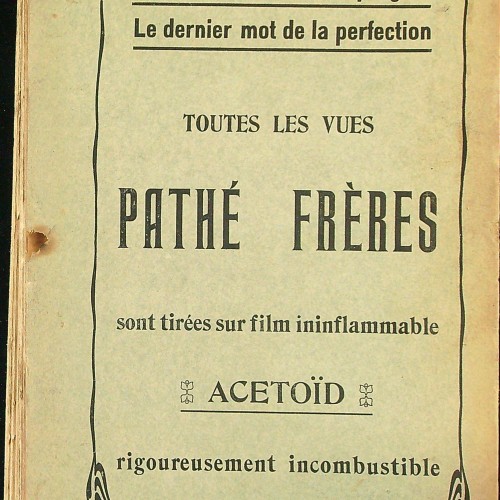 Le dernier mot de la perfection
TOUTES LES VUES
PATHÉ FRÈRES
sont tirées sur film ininflammable
ACETOÏD
rigoureusement incombustible